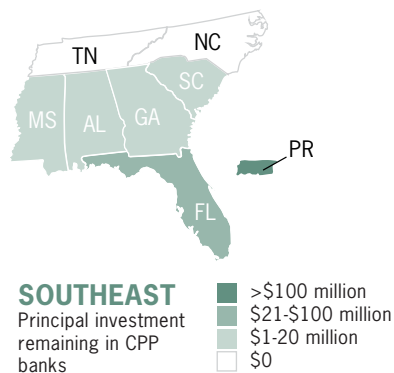 NC
TN
SC
MS
AL
GA
PR
FL
SOUTHEAST
Principal investment
remaining in CPP
banks
>$100 million
$21-$100 million
$1-20 million
$0